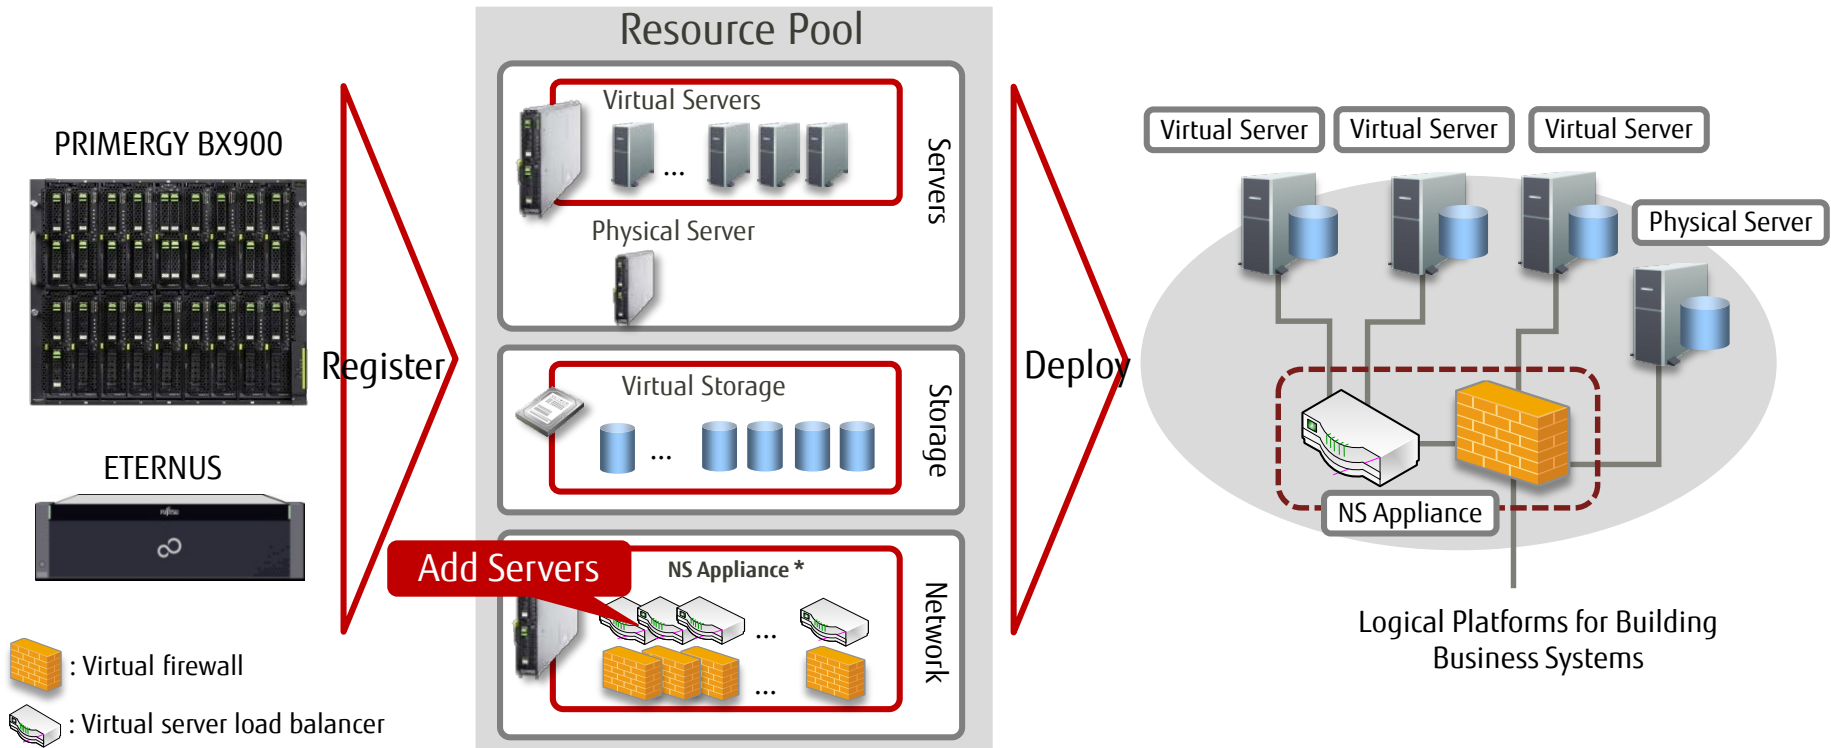 Resource Pool
PRIMERGY BX900
ETERNUS
FUJITSU
: Virtual firewall
: Virtual server load balancer
Register
Virtual Servers
...
Physical Server
Servers
Virtual Storage
...
Storage
Add Servers
NS Appliance *
...
...
Network
Deploy
Virtual Server
Virtual Server
Virtual Server
Physical Server
NS Appliance
Logical Platforms for Building
Business Systems